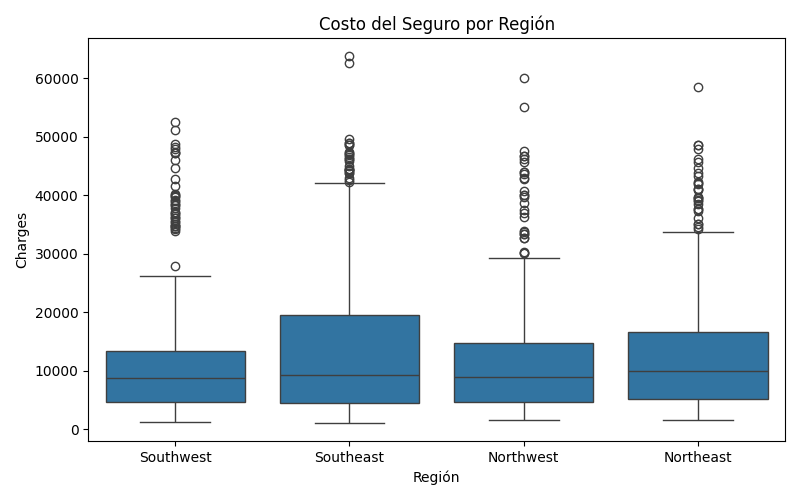 Costo del Seguro por Región
Charges
60000
50000
40000
30000
20000
10000
0
Southwest
Southeast
Northwest
Northeast
Región